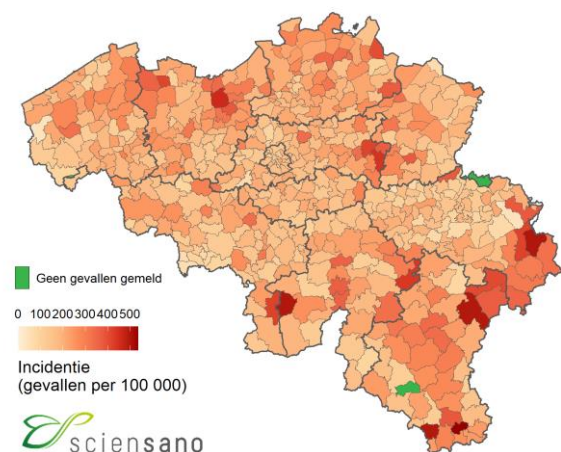 Geen gevallen gemeld
0 100 200 300 400 500
Incidentie
(gevallen per 100 000)
sciensano